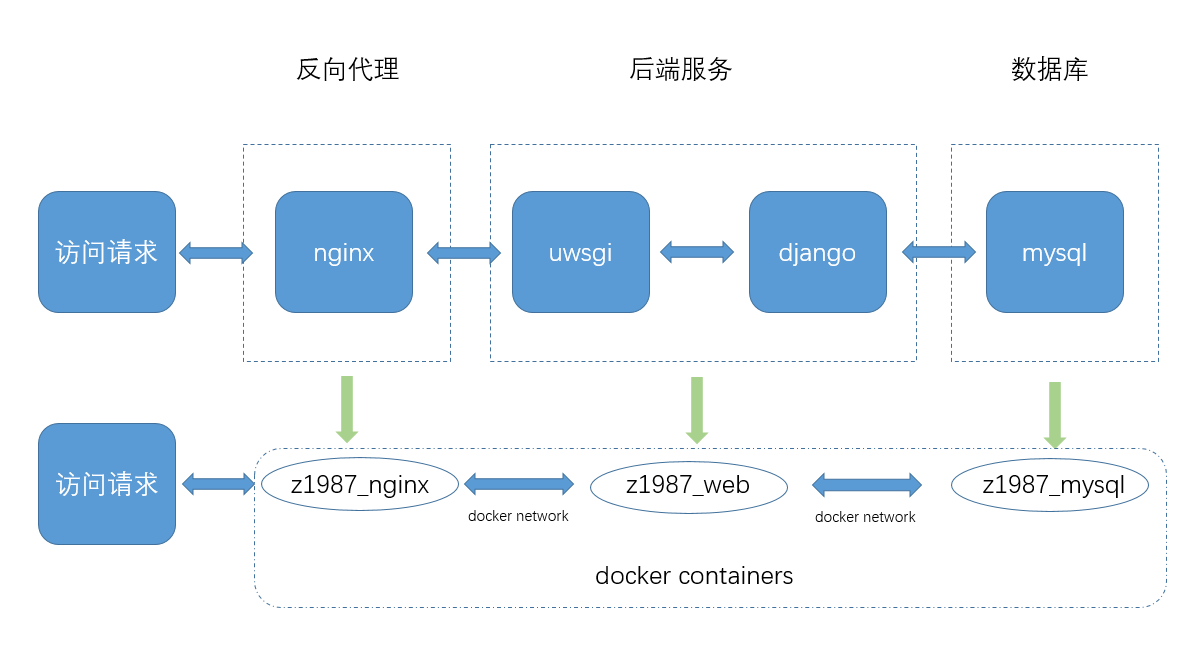 反向代理
后端服务
数据库
访问请求
nginx
uwsgi
django
mysql
访问请求
z1987_nginx
z1987_web
z1987_mysql
docker network
docker network
docker containers